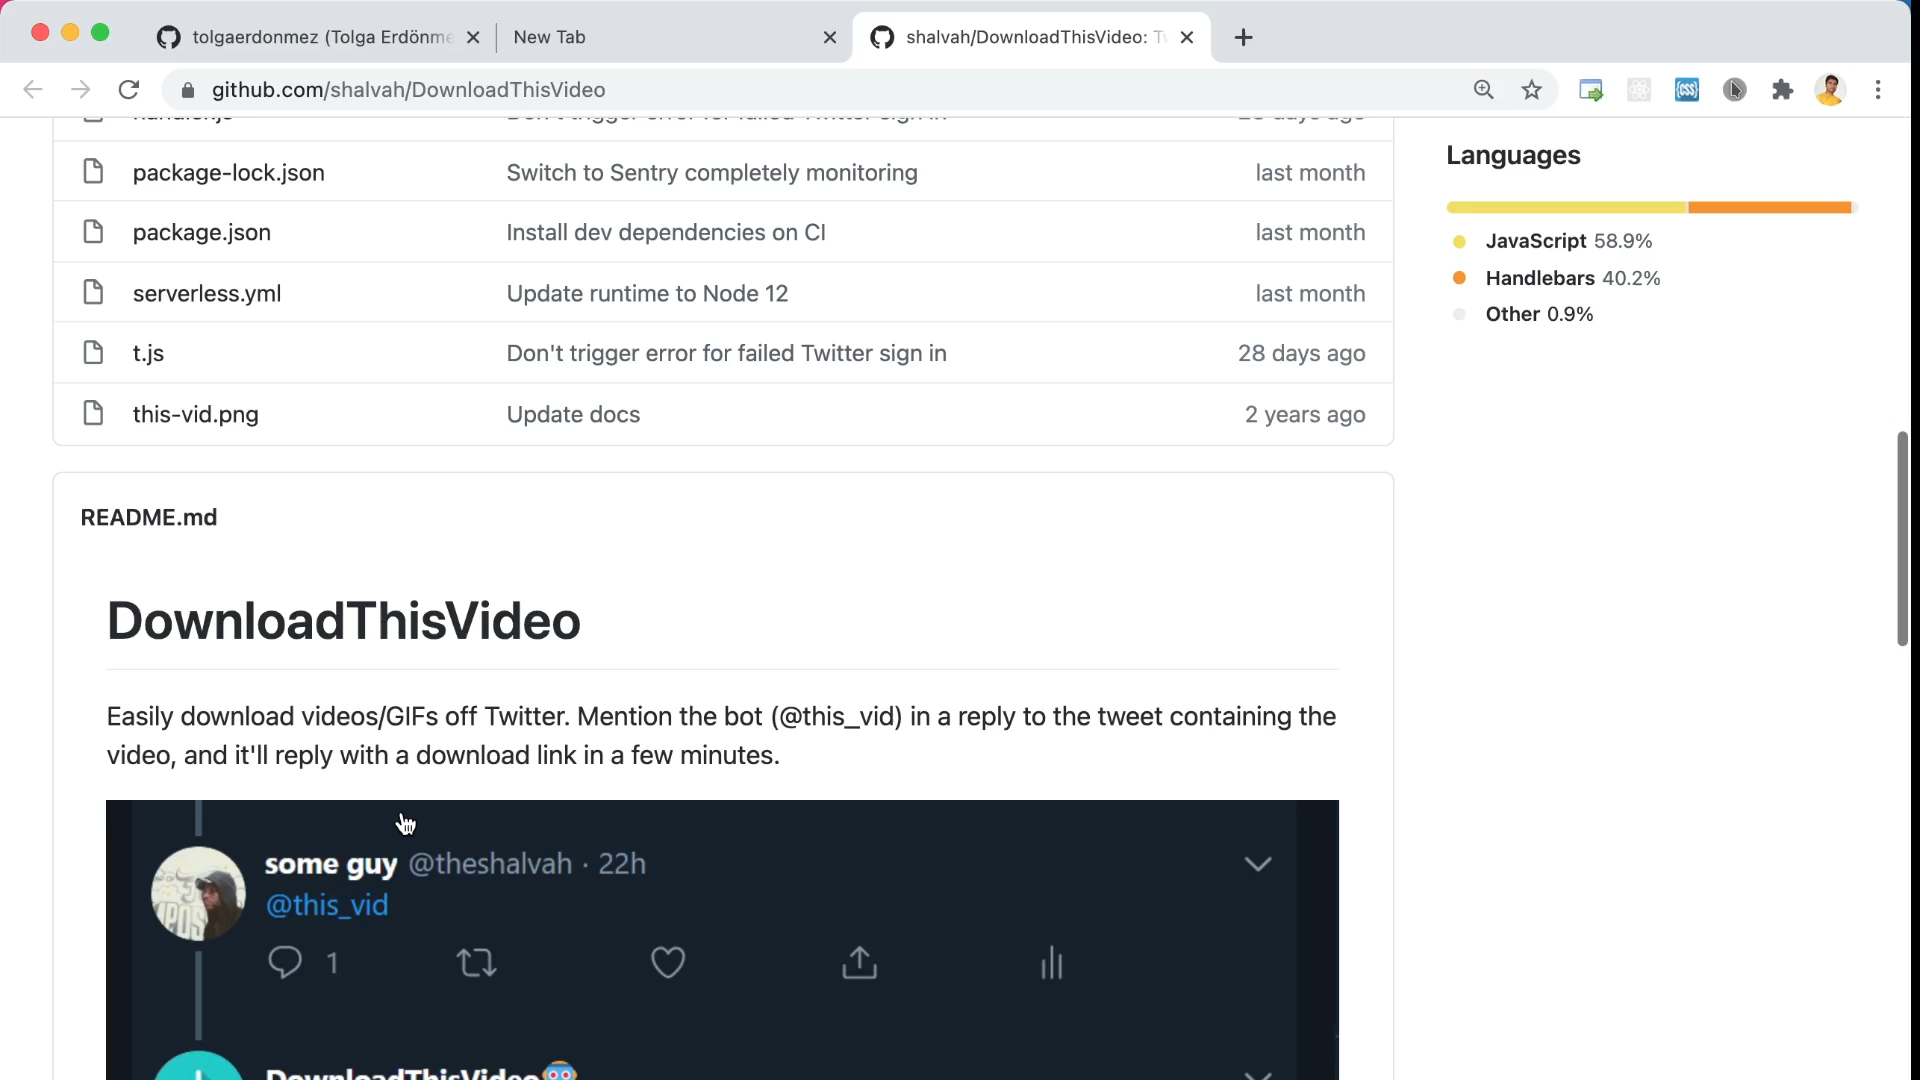 tolgaerdonmez (Tolga Erdönme
New Tab
shalvah/DownloadThisVideo: Tw
github.com/shalvah/DownloadThisVideo
package-lock.json Switch to Sentry completely monitoring last month
package.json Install dev dependencies on CI last month
serverless.yml Update runtime to Node 12 last month
t.js Don't trigger error for failed Twitter sign in 28 days ago
this-vid.png Update docs 2 years ago
Languages
JavaScript 58.9%
Handlebars 40.2%
Other 0.9%
README.md
DownloadThisVideo
Easily download videos/GIFs off Twitter. Mention the bot (@this_vid) in a reply to the tweet containing the
video, and it'll reply with a download link in a few minutes.
some guy @theshalvah · 22h
@this_vid
1
DownloadThisVideo